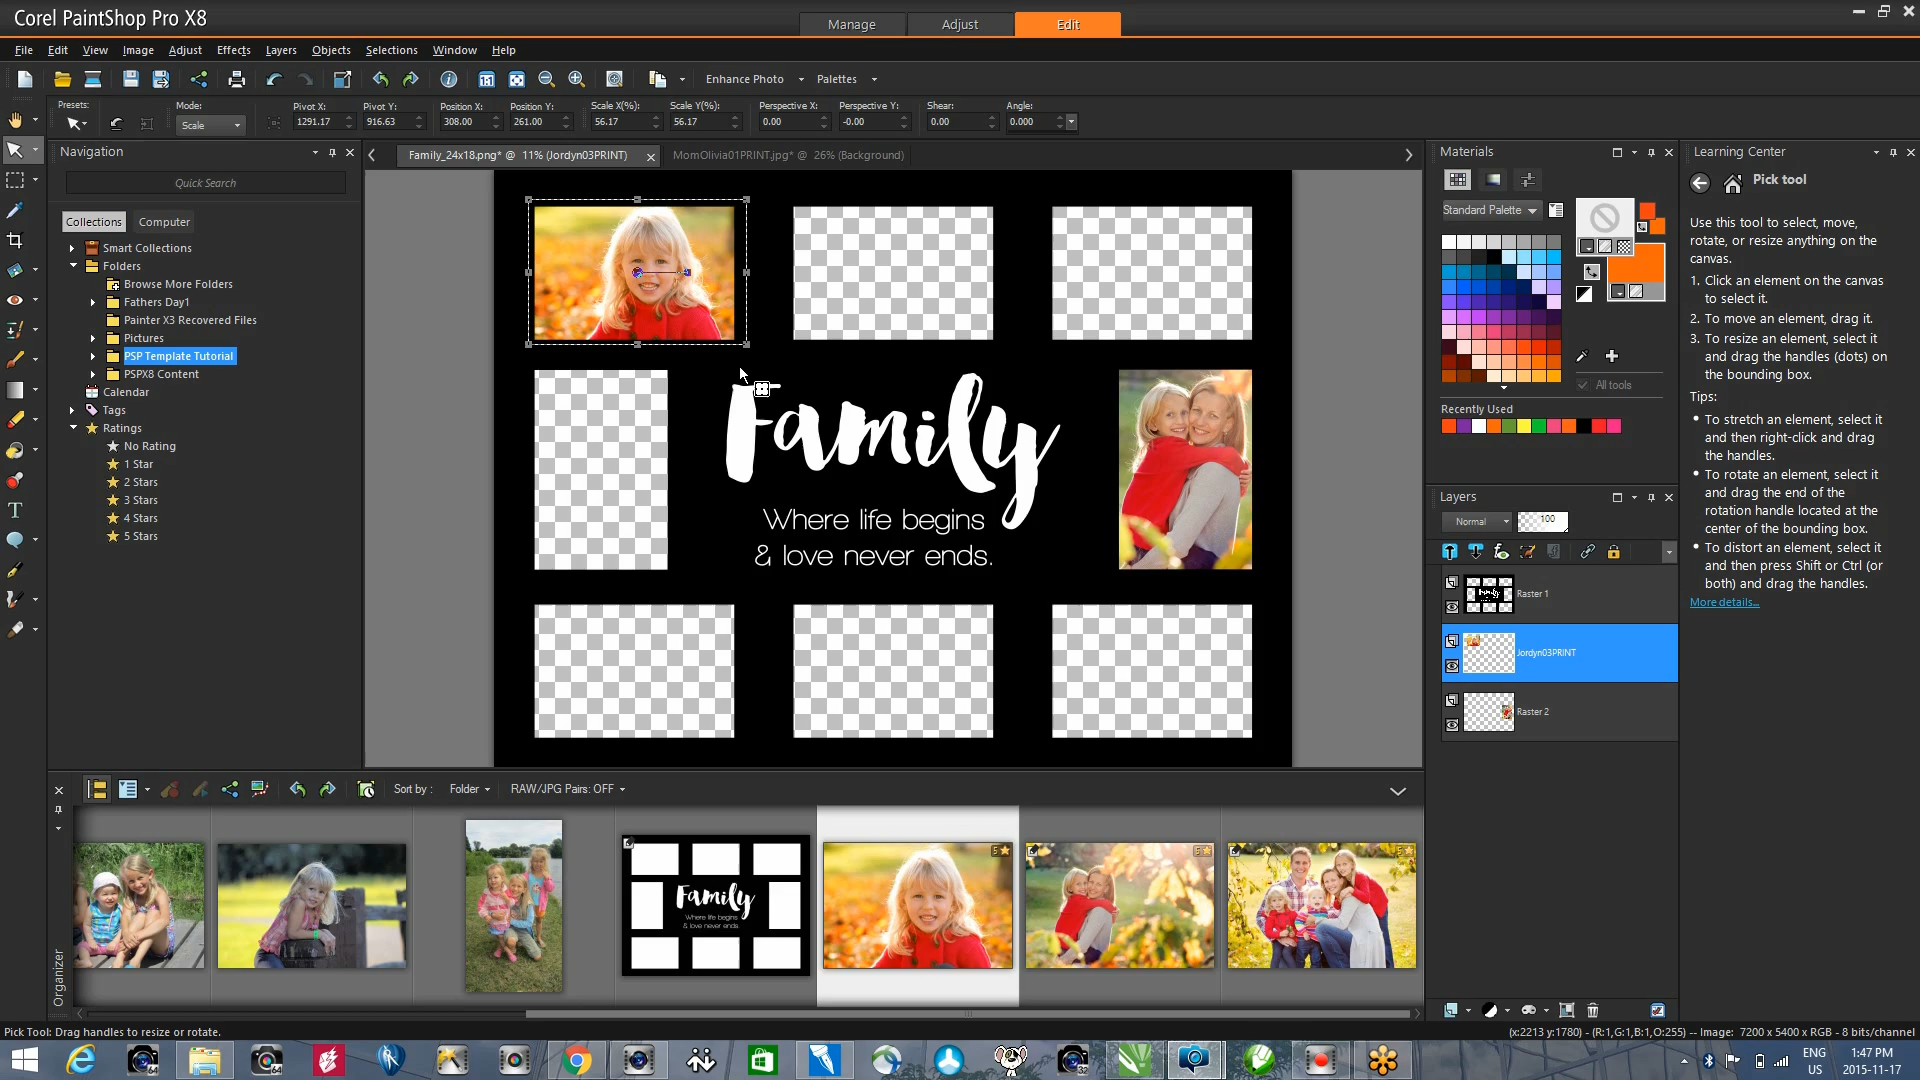 Corel PaintShop Pro X8
Manage
Adjust
Edit
File Edit View Image Adjust Effects Layers Objects Selections Window Help
Enhance Photo
Palettes
Presets:
Mode:
Scale
Pivot X:
1291.17
Pivot Y:
916.63
Position X:
308.00
Position Y:
261.00
Scale X(%):
56.17
Scale Y(%):
56.17
Perspective X:
0.00
Perspective Y:
-0.00
Shear:
0.00
Angle:
0.000
Navigation
Quick Search
Collections
Computer
Smart Collections
Folders
Browse More Folders
Fathers Day1
Painter X3 Recovered Files
Pictures
PSP Template Tutorial
PSPX8 Content
Calendar
Tags
Ratings
No Rating
1 Star
2 Stars
3 Stars
4 Stars
5 Stars
Family_24x18.png* @ 11% (Jordyn03PRINT)
MomOlivia01PRINT.jpg* @ 26% (Background)
Family
Where life begins
& love never ends.
Materials
Standard Palette
All tools
Recently Used
Layers
Normal
100
Raster 1
Jordyn03PRINT
Raster 2
Learning Center
Pick tool
Use this tool to select, move,
rotate, or resize anything on the
canvas.
1. Click an element on the canvas
to select it.
2. To move an element, drag it.
3. To resize an element, select it
and drag the handles (dots) on
the bounding box.
Tips:
• To stretch an element, select it
and then right-click and drag
the handles.
• To rotate an element, select it
and drag the end of the
rotation handle located at the
center of the bounding box.
• To distort an element, select it
and then press Shift or Ctrl (or
both) and drag the handles.
More details...
Organizer
Sort by :
Folder
RAW/JPG Pairs: OFF
Family
Where life begins
& love never ends.
5
5
5
Pick Tool: Drag handles to resize or rotate.
(x:2213 y:1780) - (R:1,G:1,B:1,O:255) -- Image: 7200 x 5400 x RGB - 8 bits/channel
ENG
US
1:47 PM
2015-11-17